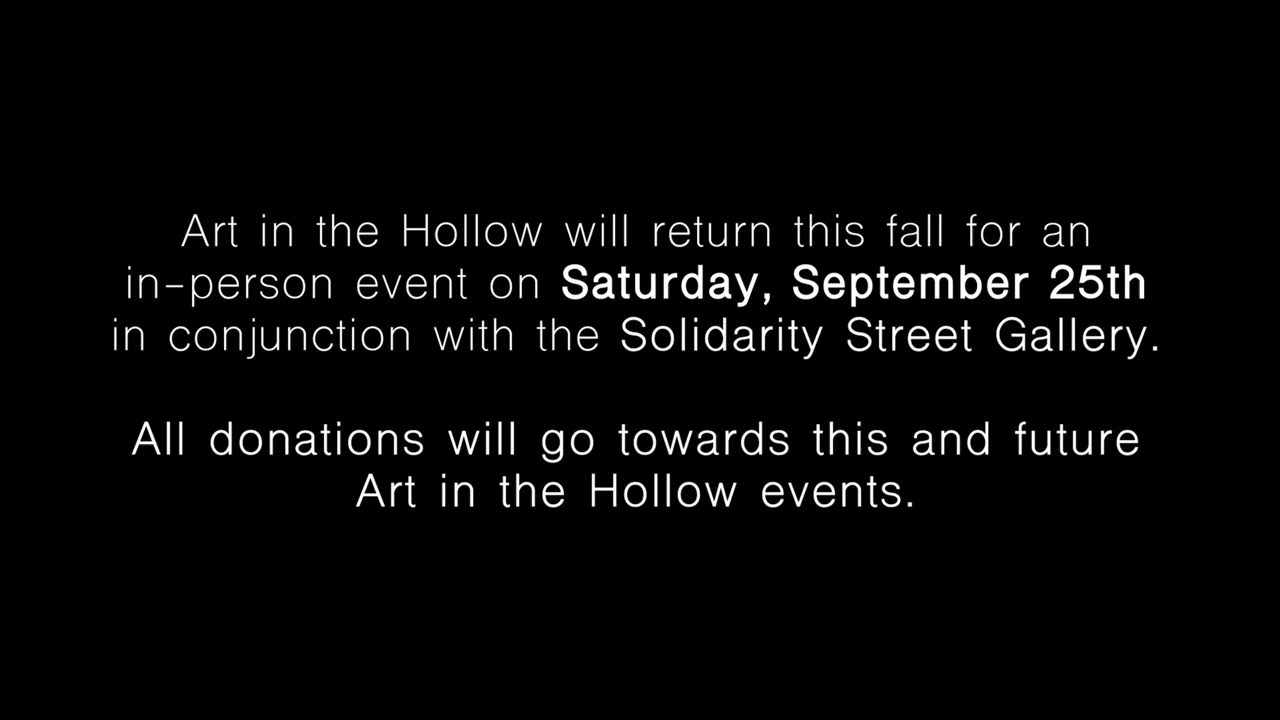 Art in the Hollow will return this fall for an
in-person event on Saturday, September 25th
in conjunction with the Solidarity Street Gallery.
All donations will go towards this and future
Art in the Hollow events.